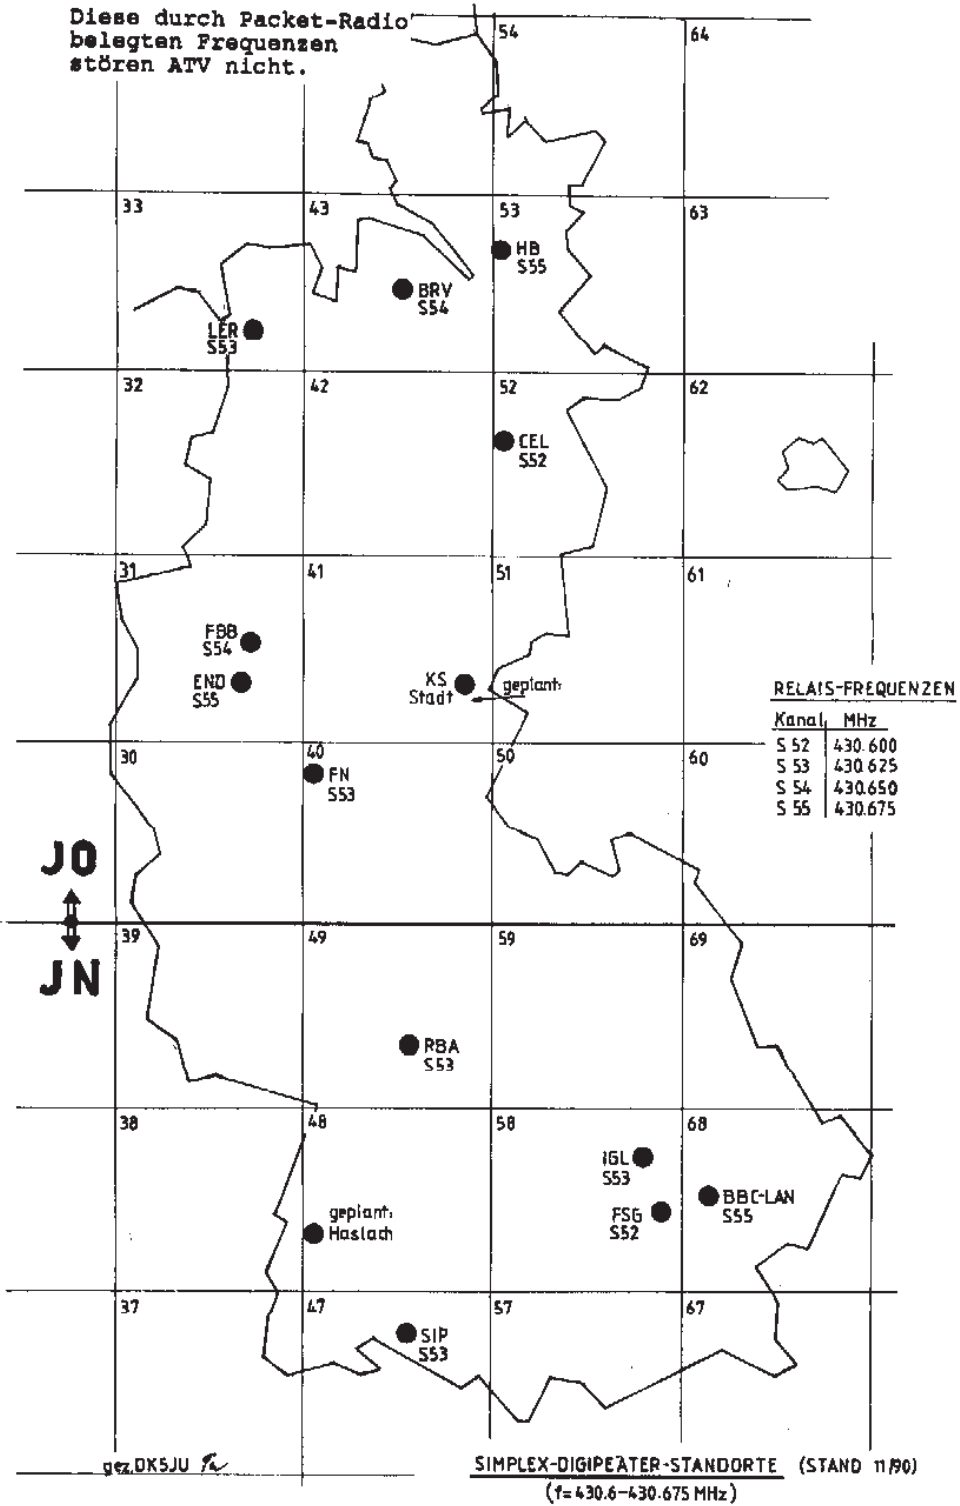 Diese durch Packet-Radio
belegten Frequenzen
stören ATV nicht.
54
64
33
43
53
63
HB
S55
BRV
S54
LER
S53
32
42
52
62
CEL
S52
31
41
51
61
FBB
S54
END
S55
KS
Stadt
geplant:
RELAIS-FREQUENZEN
Kanal MHz
S 52 430.600
S 53 430.625
S 54 430.650
S 55 430.675
30
40
50
60
FN
S53
JO
JN
39
49
59
69
RBA
S53
38
48
58
68
IGL
S53
BBC-LAN
S55
FSG
S52
geplant:
Haslach
37
47
57
67
SIP
S53
gez. DK5JU
SIMPLEX-DIGIPEATER-STANDORTE (STAND 11/90)
(f=430.6-430.675 MHz)